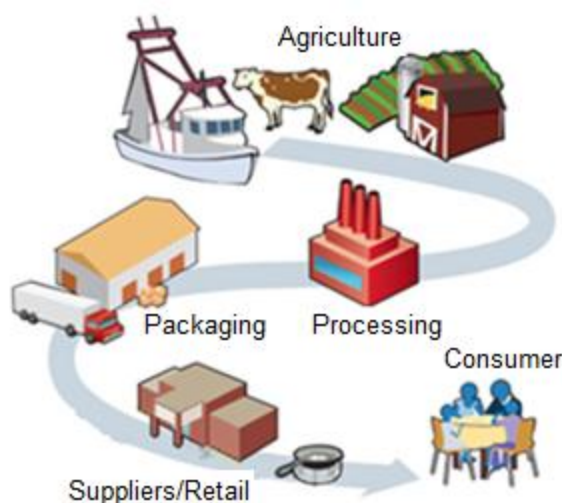 Agriculture
Packaging
Processing
Consumer
Suppliers/Retail